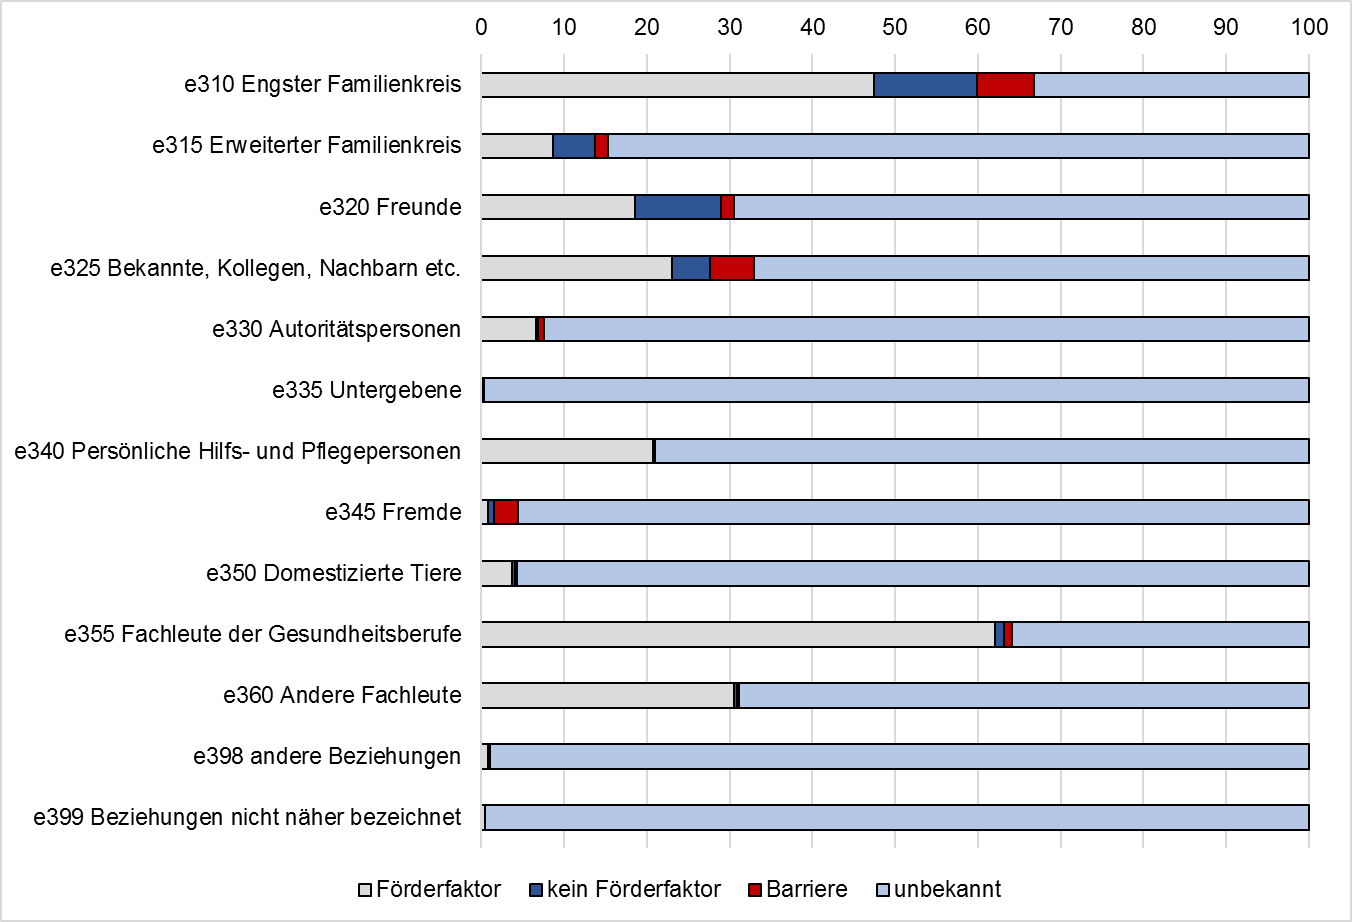 0 10 20 30 40 50 60 70 80 90 100
e310 Engster Familienkreis
e315 Erweiterter Familienkreis
e320 Freunde
e325 Bekannte, Kollegen, Nachbarn etc.
e330 Autoritätspersonen
e335 Untergebene
e340 Persönliche Hilfs- und Pflegepersonen
e345 Fremde
e350 Domestizierte Tiere
e355 Fachleute der Gesundheitsberufe
e360 Andere Fachleute
e398 andere Beziehungen
e399 Beziehungen nicht näher bezeichnet
Förderfaktor kein Förderfaktor Barriere unbekannt